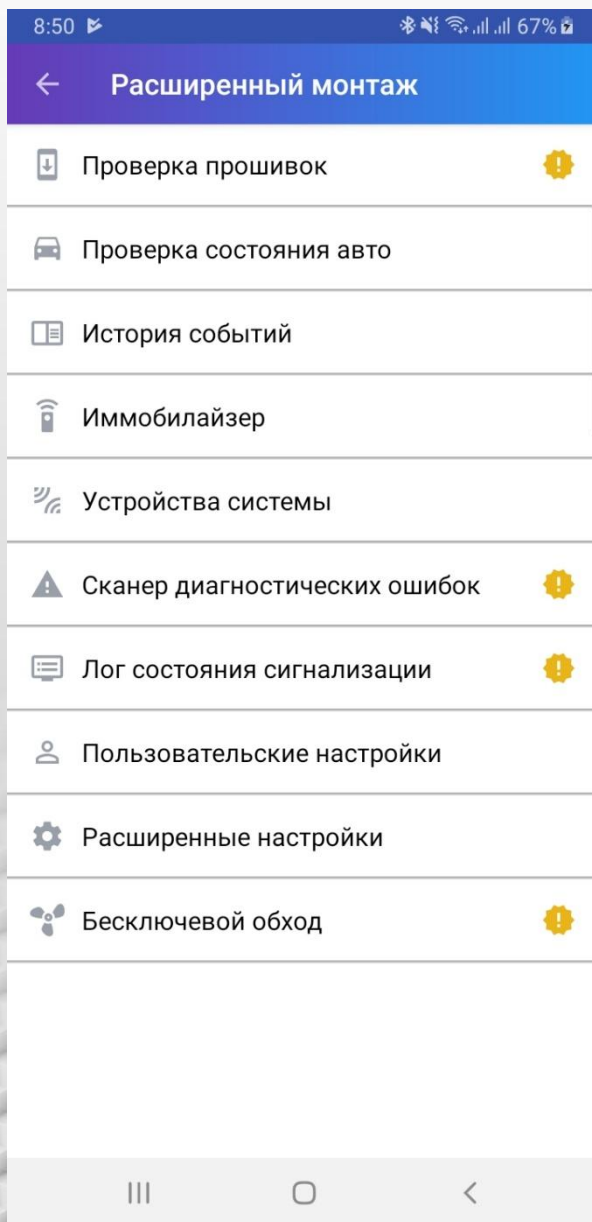 8:50 67%
Расширенный монтаж
Проверка прошивок
Проверка состояния авто
История событий
Иммобилайзер
Устройства системы
Сканер диагностических ошибок
Лог состояния сигнализации
Пользовательские настройки
Расширенные настройки
Бесключевой обход